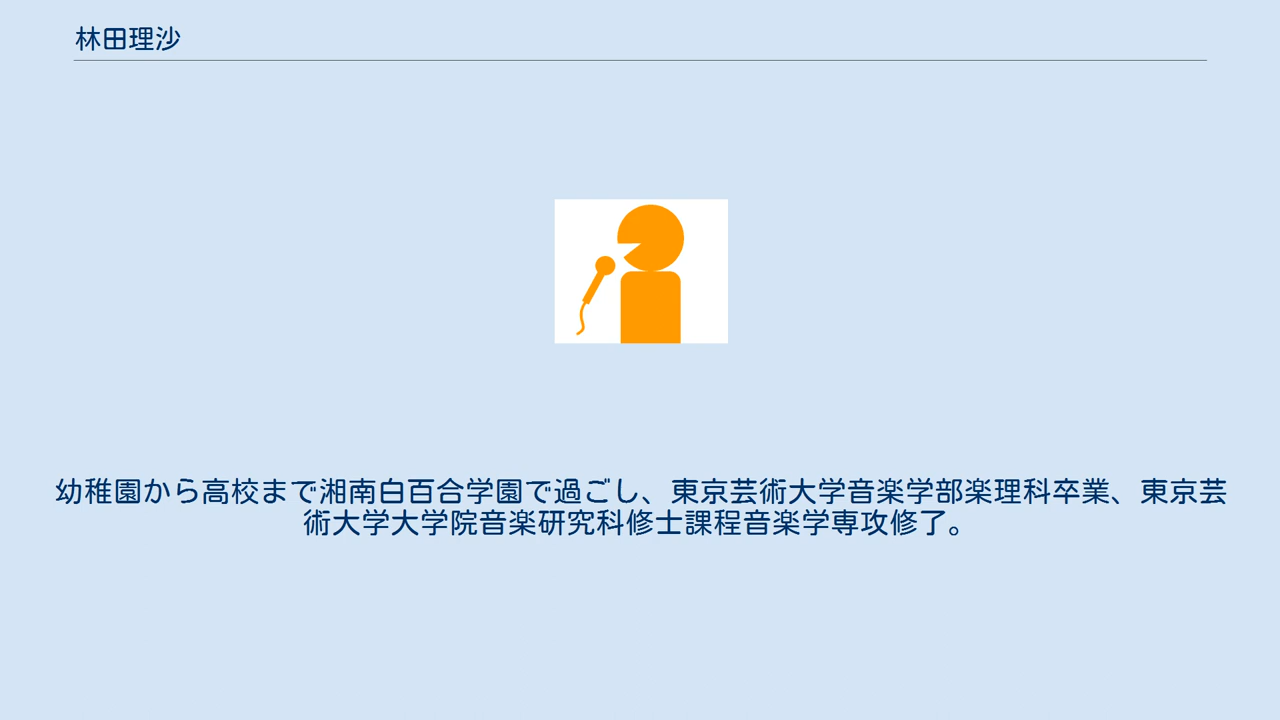 林田理沙
幼稚園から高校まで湘南白百合学園で過ごし、東京芸術大学音楽学部楽理科卒業、東京芸
術大学大学院音楽研究科修士課程音楽学専攻修了。